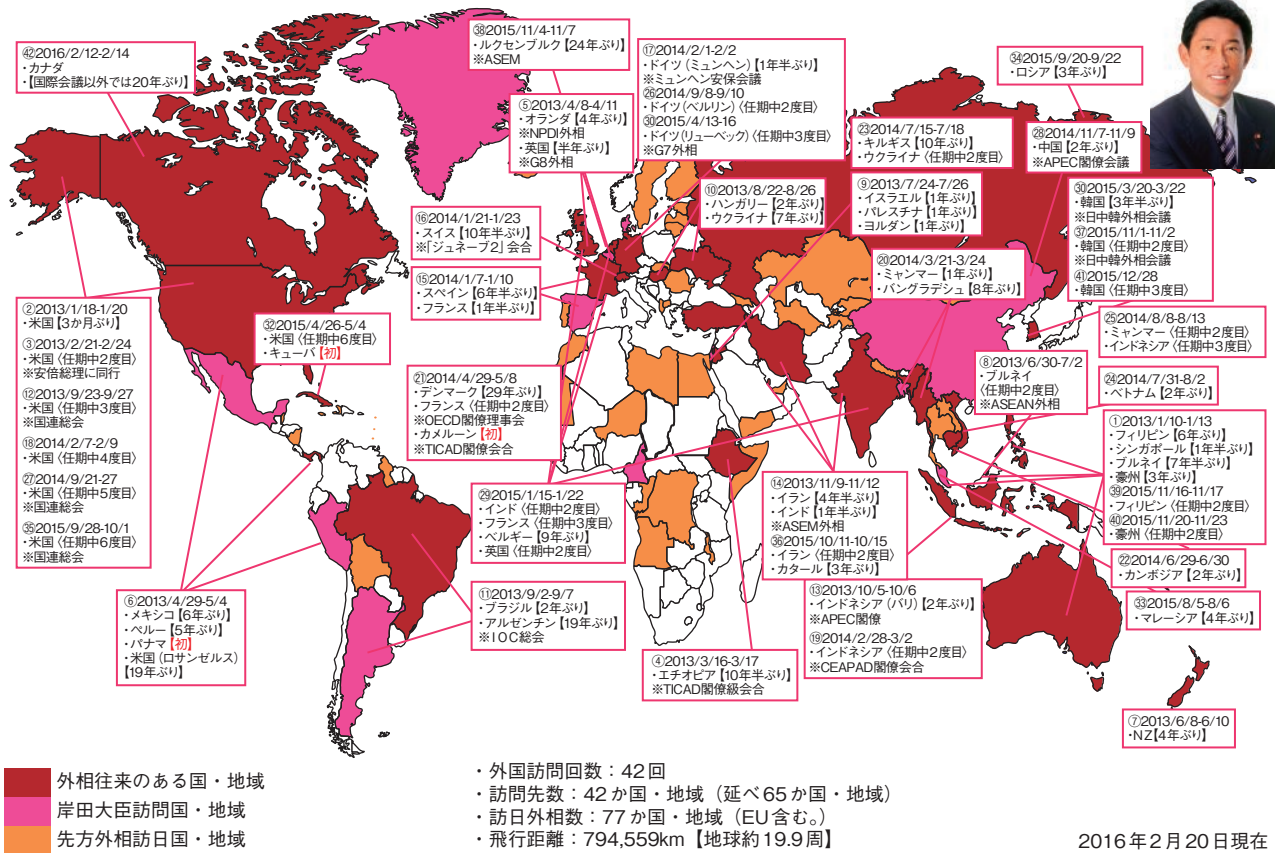 ㊷2016/2/12-2/14
・カナダ
・【国際会議以外では20年ぶり】
㊳2015/11/4-11/7
・ルクセンブルク【24年ぶり】
※ASEM
⑤2013/4/8-4/11
・オランダ【4年ぶり】
※NPDI外相
・英国【半年ぶり】
※G8外相
⑰2014/2/1-2/2
・ドイツ(ミュンヘン)【1年半ぶり】
※ミュンヘン安保会議
㉖2014/9/8-9/10
・ドイツ(ベルリン)〈任期中2度目〉
㉚2015/4/13-16
・ドイツ(リューベック)〈任期中3度目〉
※G7外相
㉞2015/9/20-9/22
・ロシア【3年ぶり】
㉓2014/7/15-7/18
・キルギス【10年ぶり】
・ウクライナ〈任期中2度目〉
㉘2014/11/7-11/9
・中国【2年ぶり】
※APEC閣僚会議
⑩2013/8/22-8/26
・ハンガリー【2年ぶり】
・ウクライナ【7年ぶり】
⑨2013/7/24-7/26
・イスラエル【1年ぶり】
・パレスチナ【1年ぶり】
・ヨルダン【1年ぶり】
㉚2015/3/20-3/22
・韓国【3年半ぶり】
※日中韓外相会議
㊲2015/11/1-11/2
・韓国〈任期中2度目〉
※日中韓外相会議
㊶2015/12/28
・韓国〈任期中3度目〉
⑯2014/1/21-1/23
・スイス【10年半ぶり】
※「ジュネーブ2」会合
⑳2014/3/21-3/24
・ミャンマー【1年ぶり】
・バングラデシュ【8年ぶり】
⑮2014/1/7-1/10
・スペイン【6年半ぶり】
・フランス【1年半ぶり】
②2013/1/18-1/20
・米国【3か月ぶり】
③2013/2/21-2/24
・米国〈任期中2度目〉
※安倍総理に同行
⑫2013/9/23-9/27
・米国〈任期中3度目〉
※国連総会
⑱2014/2/7-2/9
・米国〈任期中4度目〉
㉗2014/9/21-27
・米国〈任期中5度目〉
※国連総会
㉟2015/9/28-10/1
・米国〈任期中6度目〉
※国連総会
㉜2015/4/26-5/4
・米国〈任期中6度目〉
・キューバ【初】
㉕2014/8/8-8/13
・ミャンマー〈任期中2度目〉
・インドネシア〈任期中3度目〉
⑧2013/6/30-7/2
・ブルネイ
〈任期中2度目〉
※ASEAN外相
㉔2014/7/31-8/2
・ベトナム【2年ぶり】
㉑2014/4/29-5/8
・デンマーク【29年ぶり】
・フランス〈任期中2度目〉
※OECD閣僚理事会
・カメルーン【初】
※TICAD閣僚会合
①2013/1/10-1/13
・フィリピン【6年ぶり】
・シンガポール【1年半ぶり】
・ブルネイ【7年半ぶり】
・豪州【3年ぶり】
㊴2015/11/16-11/17
・フィリピン〈任期中2度目〉
㊵2015/11/20-11/23
・豪州〈任期中2度目〉
⑭2013/11/9-11/12
・イラン【4年半ぶり】
・インド【1年半ぶり】
※ASEM外相
㊱2015/10/11-10/15
・イラン〈任期中2度目〉
・カタール【3年ぶり】
㉙2015/1/15-1/22
・インド〈任期中2度目〉
・フランス〈任期中3度目〉
・ベルギー【9年ぶり】
・英国〈任期中2度目〉
㉒2014/6/29-6/30
・カンボジア【2年ぶり】
⑬2013/10/5-10/6
・インドネシア(バリ)【2年ぶり】
※APEC閣僚
⑲2014/2/28-3/2
・インドネシア〈任期中2度目〉
※CEAPAD閣僚会合
㉝2015/8/5-8/6
・マレーシア【4年ぶり】
⑥2013/4/29-5/4
・メキシコ【6年ぶり】
・ペルー【5年ぶり】
・パナマ【初】
・米国(ロサンゼルス)
【19年ぶり】
⑪2013/9/2-9/7
・ブラジル【2年ぶり】
・アルゼンチン【19年ぶり】
※IOC総会
④2013/3/16-3/17
・エチオピア【10年半ぶり】
※TICAD閣僚級会合
⑦2013/6/8-6/10
・NZ【4年ぶり】
外相往来のある国・地域
岸田大臣訪問国・地域
先方外相訪日国・地域
・外国訪問回数:42回
・訪問先数:42か国・地域(延べ65か国・地域)
・訪日外相数:77か国・地域(EU含む。)
・飛行距離:794,559km【地球約19.9周】
2016年2月20日現在